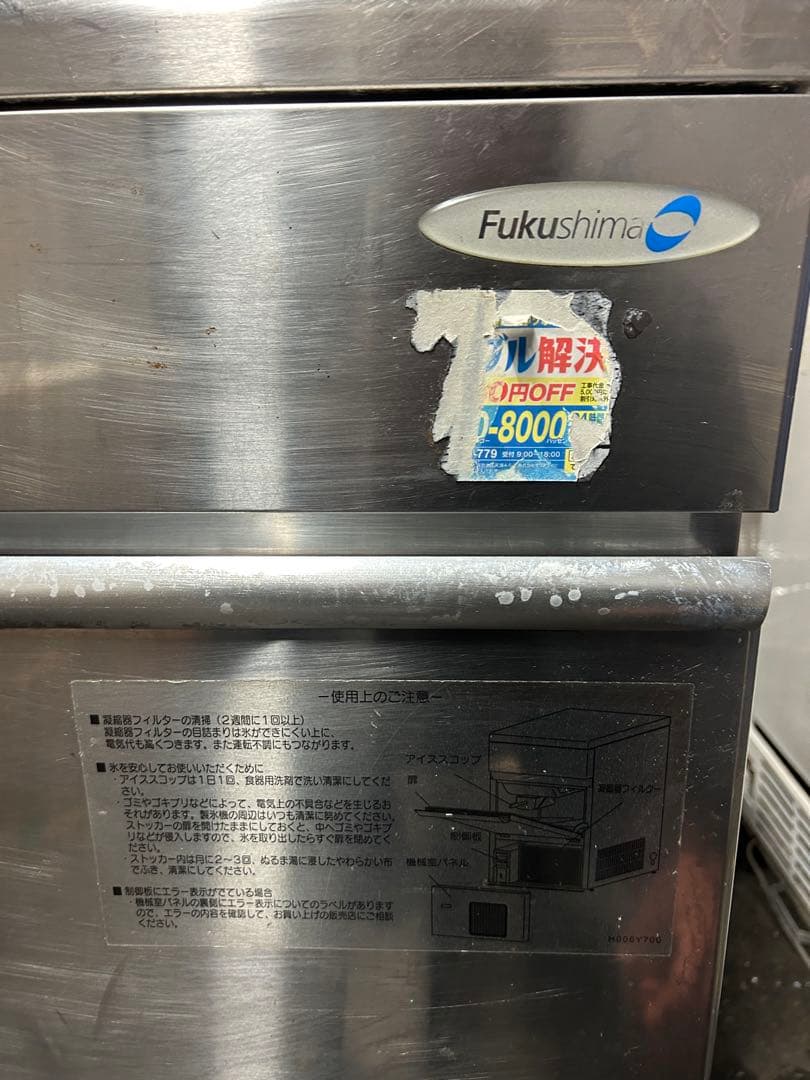 Fukushima
ブル解決
0円OFF
工事代金
0-8000
779 受付 9:00~18:00
−使用上のご注意−
■ 凝縮器フィルターの清掃（2週間に1回以上）
凝縮器フィルターの目詰まりは氷ができにくい上に、
電気代も高くつきます。また運転不調にもつながります。
■ 氷を安心してお使いいただくために
・アイススコップは1日1回、食器用洗剤で洗い清潔にしてくだ
さい。
・ゴミやゴキブリなどによって、電気上の不具合などを生じるお
それがあります。製氷機の周辺はいつも清潔に努めてください。
ストッカーの扉を開けたままにしておくと、中へゴミやゴキブ
リなどが侵入しますので、氷を取り出したらすぐ扉を閉めてく
ださい。
・ストッカー内は月に2～3回、ぬるま湯に浸したやわらかい布
でふき、清潔にしてください。
■ 制御板にエラー表示がでている場合
・機械室パネルの裏側にエラー表示についてのラベルがあります
ので、エラーの内容を確認して、お買い上げの販売店にご相談
ください。
アイススコップ
扉
凝縮器フィルター
制御板
機械室パネル
H006Y700